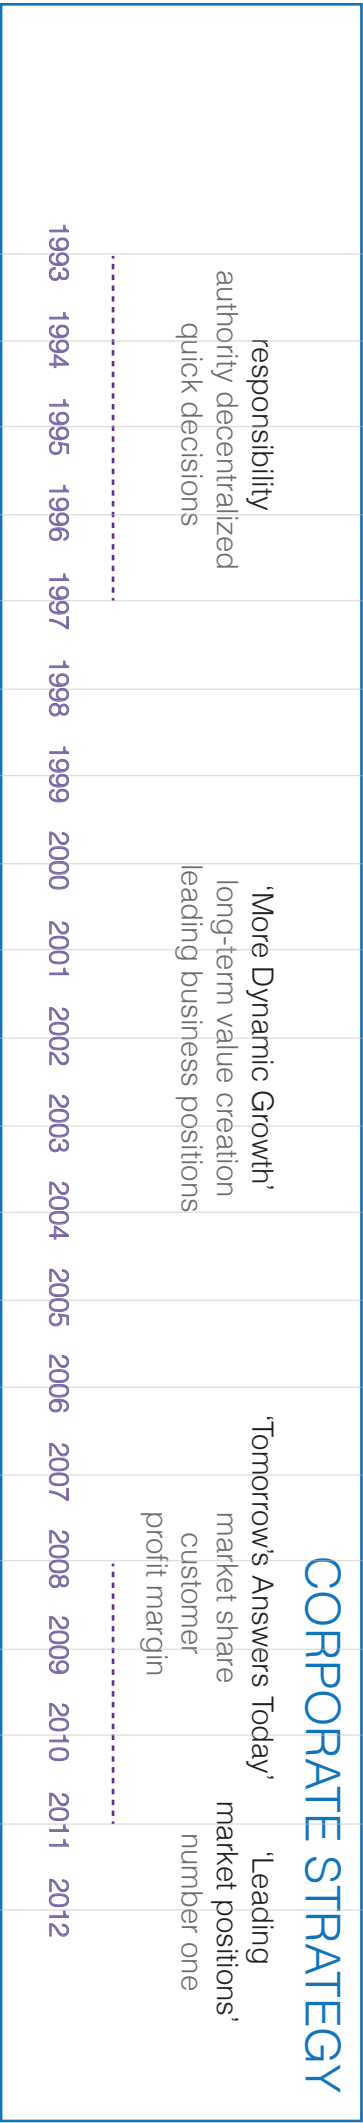 CORPORATE STRATEGY
responsibility
authority decentralized
quick decisions
‘More Dynamic Growth’
long-term value creation
leading business positions
‘Tomorrow’s Answers Today’
market share
customer
profit margin
‘Leading
market positions’
number one
1993 1994 1995 1996 1997 1998 1999 2000 2001 2002 2003 2004 2005 2006 2007 2008 2009 2010 2011 2012